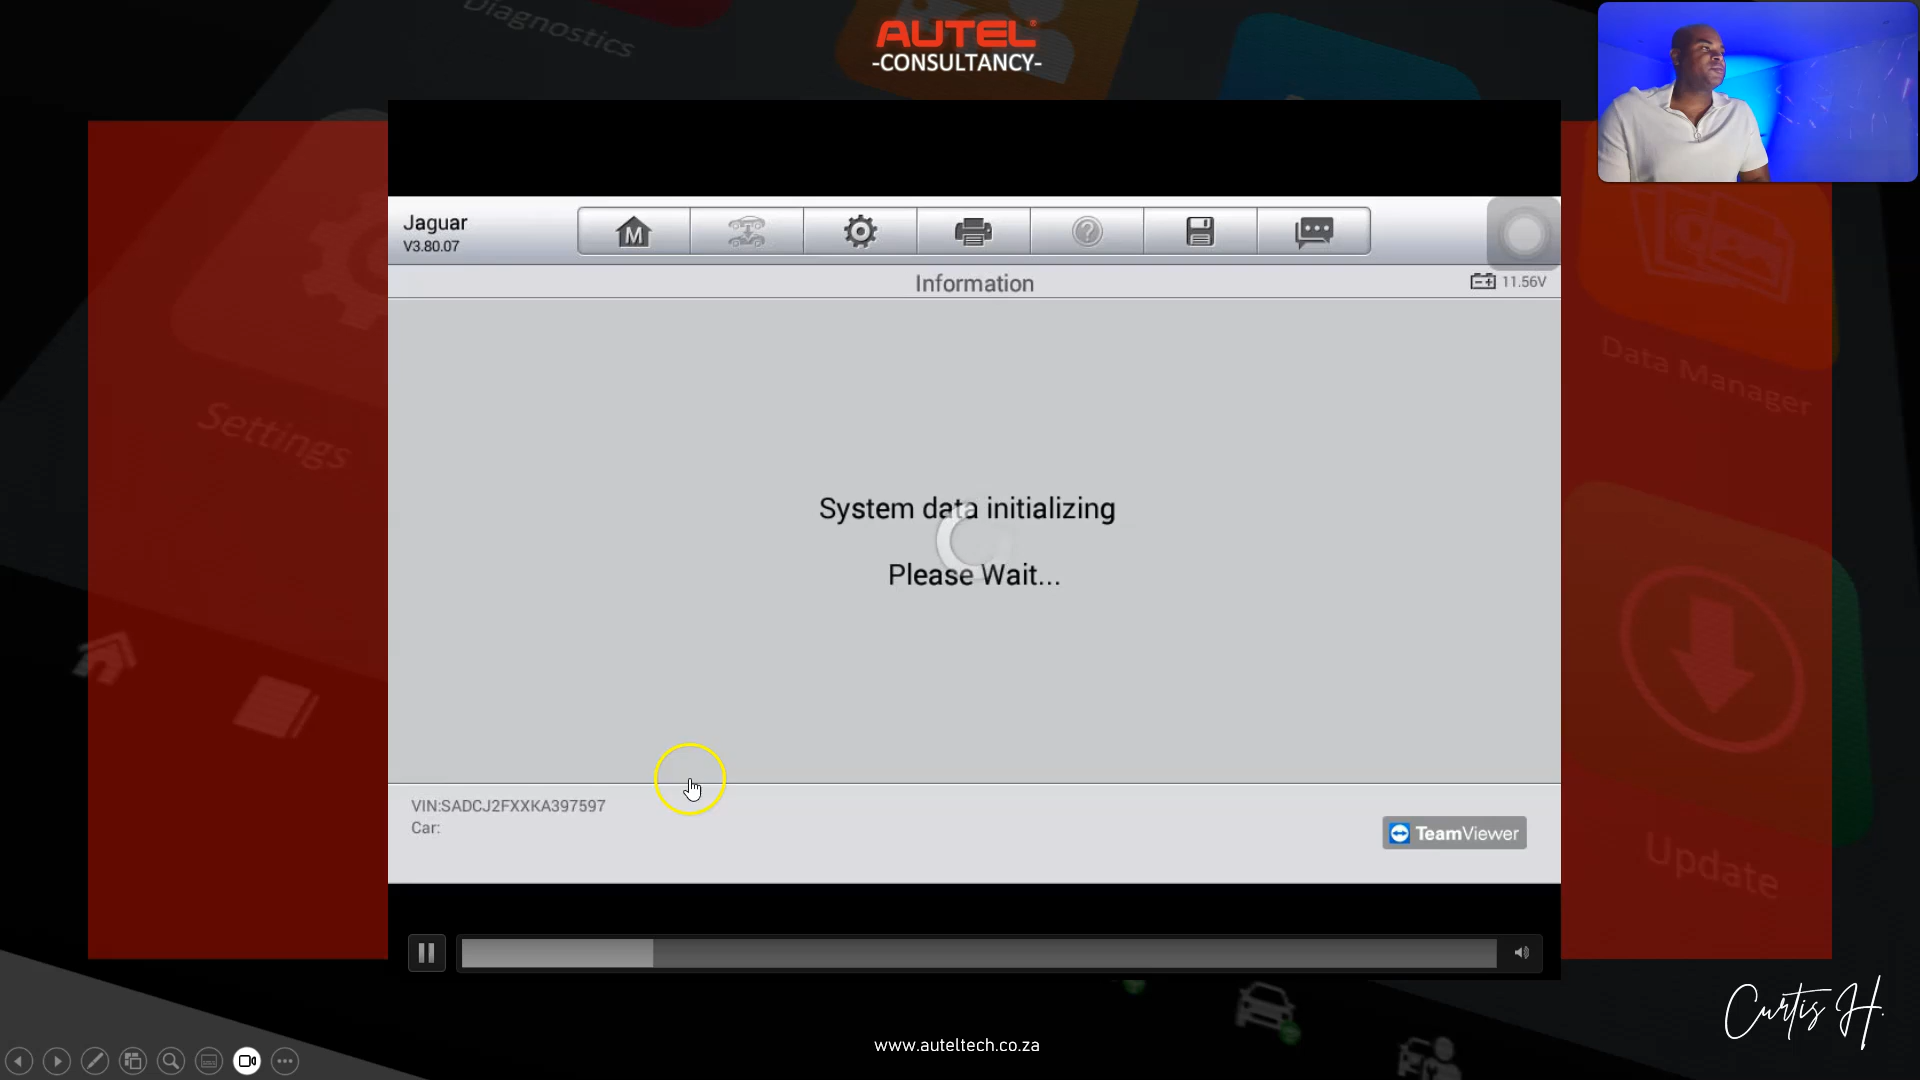 Diagnostics
AUTEL
-CONSULTANCY-
Jaguar
V3.80.07
M
Information
11.56V
Data Manager
Settings
System data initializing
Please Wait...
VIN:SADCJ2FXXKA397597
Car:
TeamViewer
Update
Curtis H.
www.auteltech.co.za